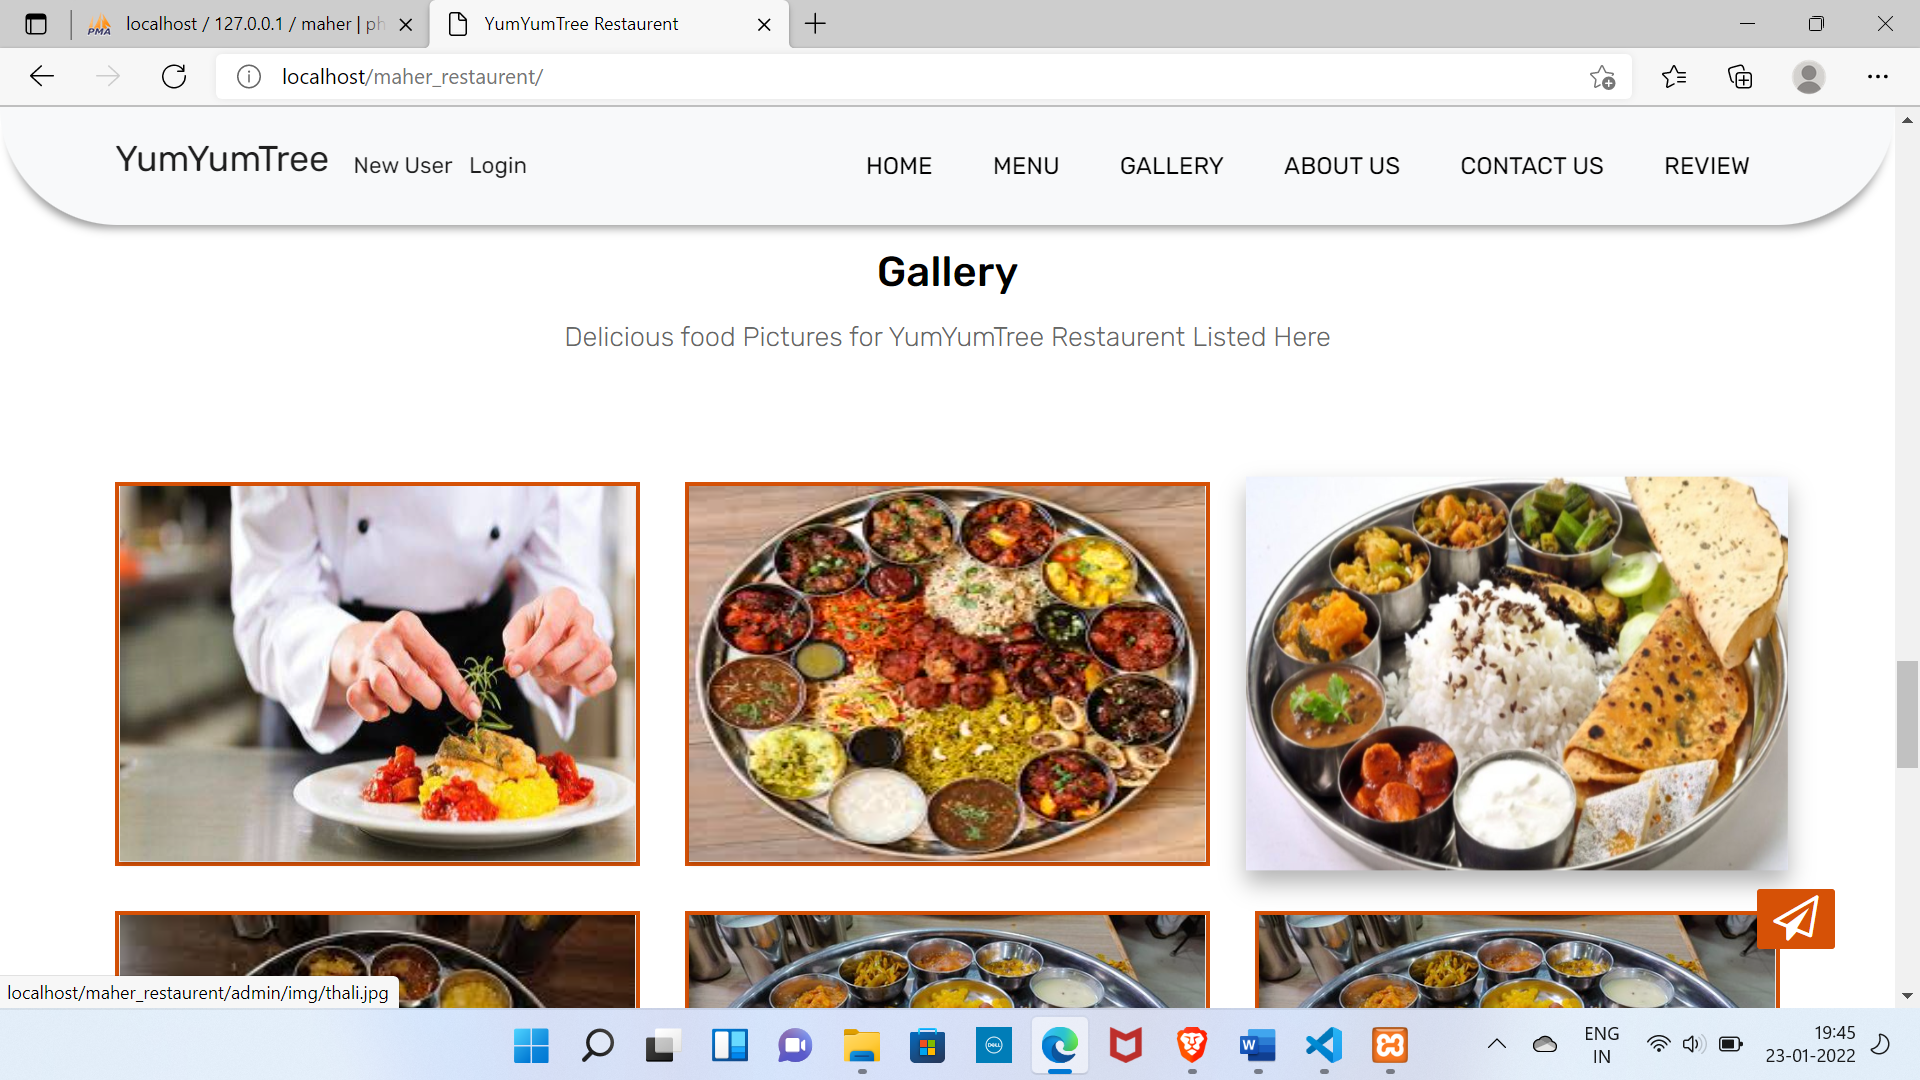 localhost / 127.0.0.1 / maher | ph
YumYumTree Restaurent
localhost/maher_restaurent/
YumYumTree New User Login HOME MENU GALLERY ABOUT US CONTACT US REVIEW
Gallery
Delicious food Pictures for YumYumTree Restaurent Listed Here
localhost/maher_restaurent/admin/img/thali.jpg
ENG
IN
19:45
23-01-2022